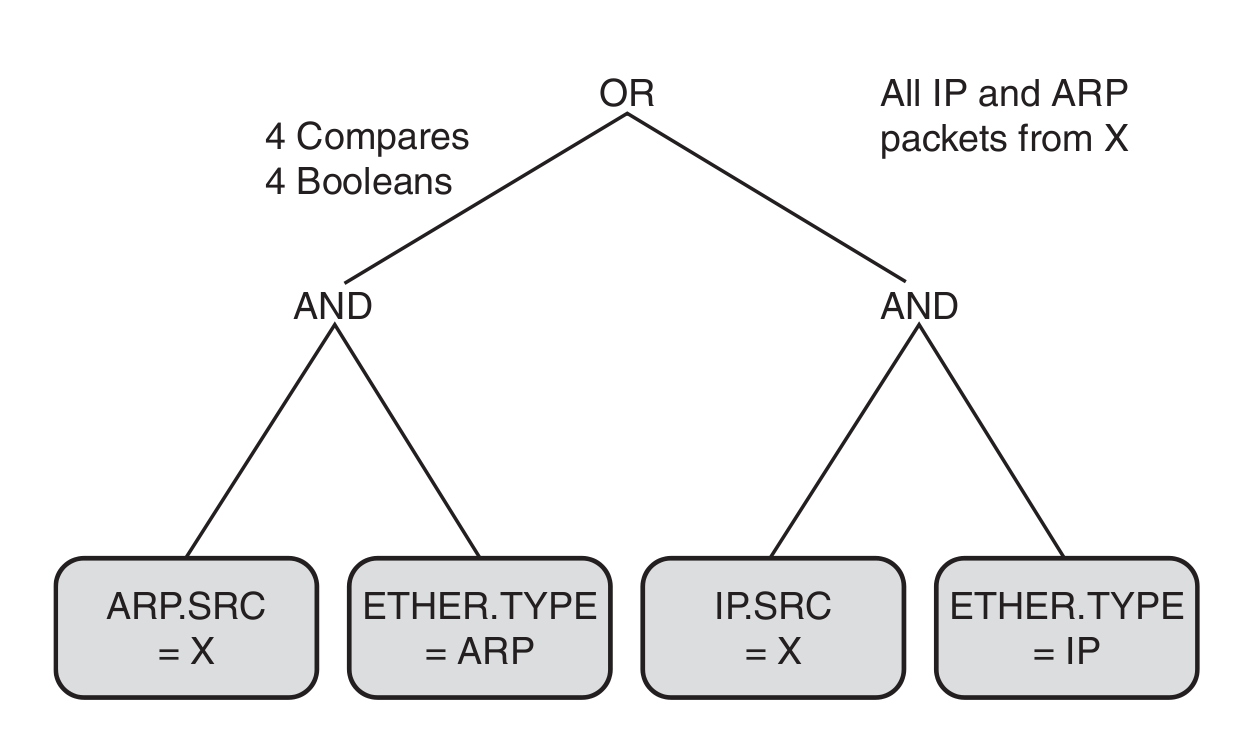 OR
All IP and ARP
packets from X
4 Compares
4 Booleans
AND
AND
ARP.SRC
= X
ETHER.TYPE
= ARP
IP.SRC
= X
ETHER.TYPE
= IP